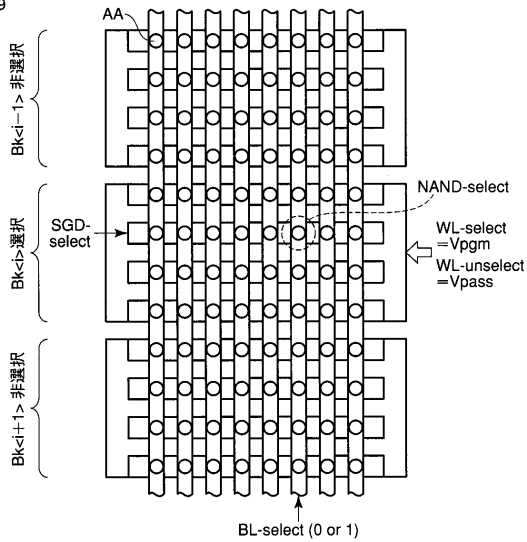 9
AA
Bk<i−1> 非選択
Bk<i>選択
Bk<i+1> 非選択
SGD-
select
NAND-select
WL-select
=Vpgm
WL-unselect
=Vpass
BL-select (0 or 1)